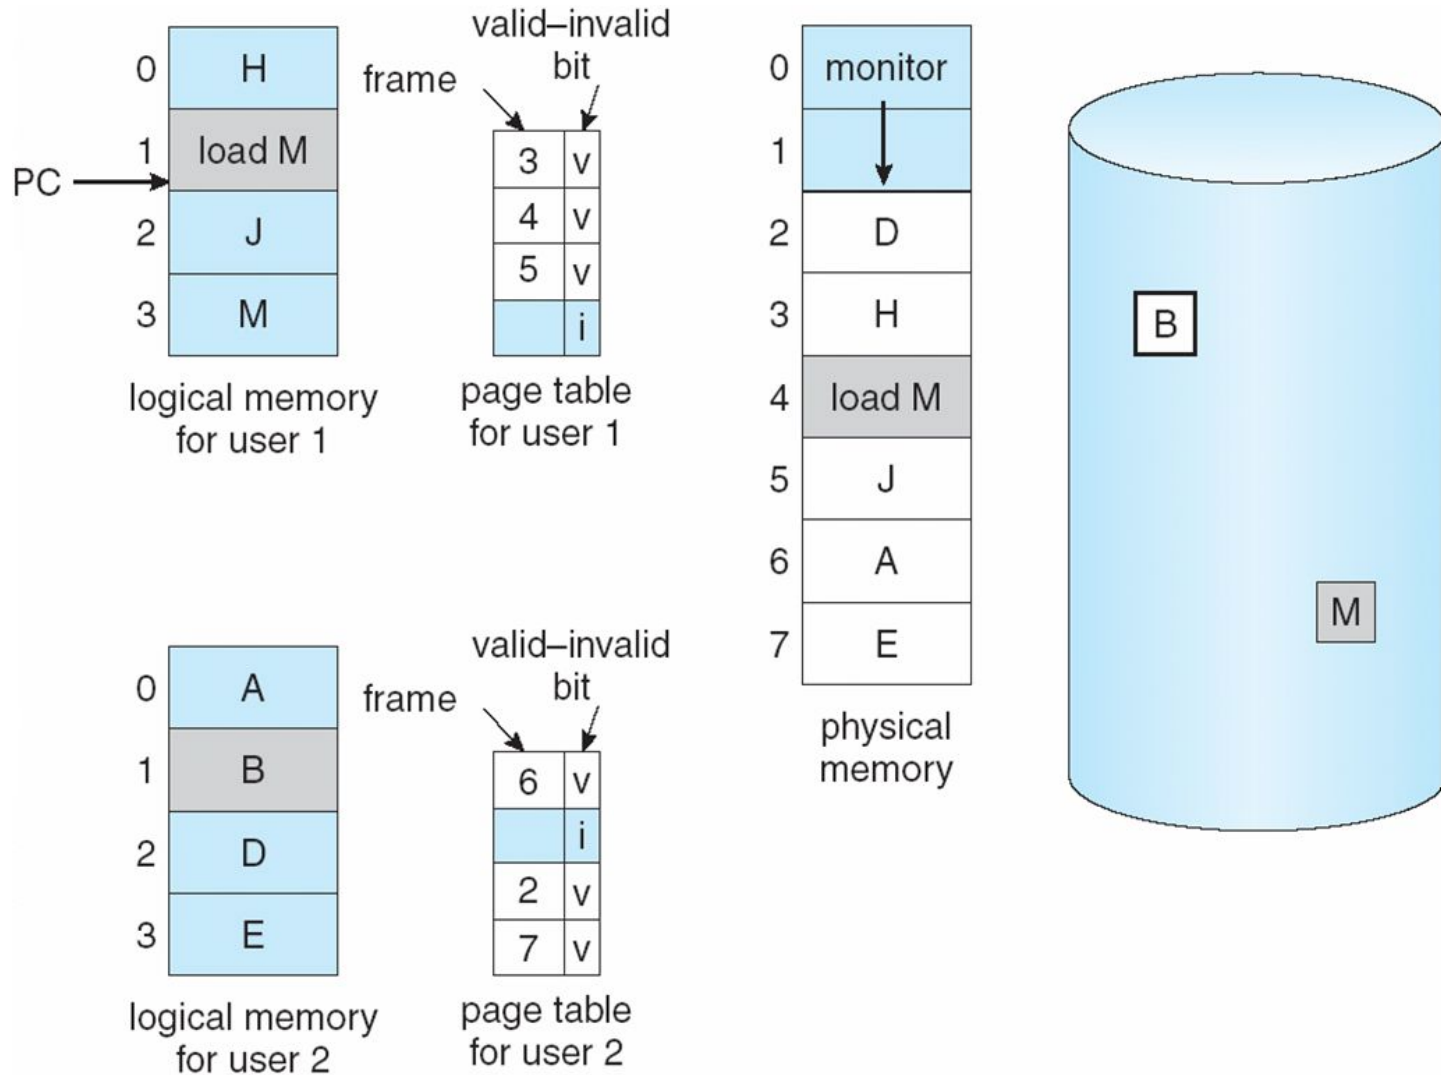 valid–invalid
bit
frame
0 H
1 load M
PC
2 J
3 M
3 v
4 v
5 v
i
logical memory
for user 1
page table
for user 1
0 monitor
1
2 D
3 H
4 load M
5 J
6 A
7 E
physical
memory
B
M
valid–invalid
bit
frame
0 A
1 B
2 D
3 E
6 v
i
2 v
7 v
logical memory
for user 2
page table
for user 2